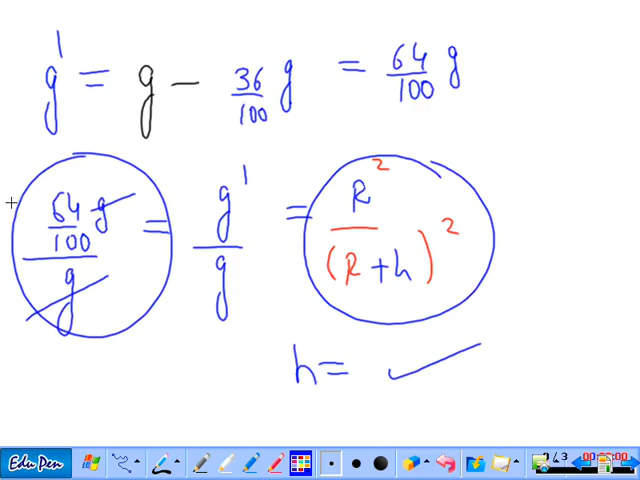 g' = g - 36/100 g = 64/100 g
64/100 g / g = g'/g = R²/(R+h)²
h =
Edu Pen